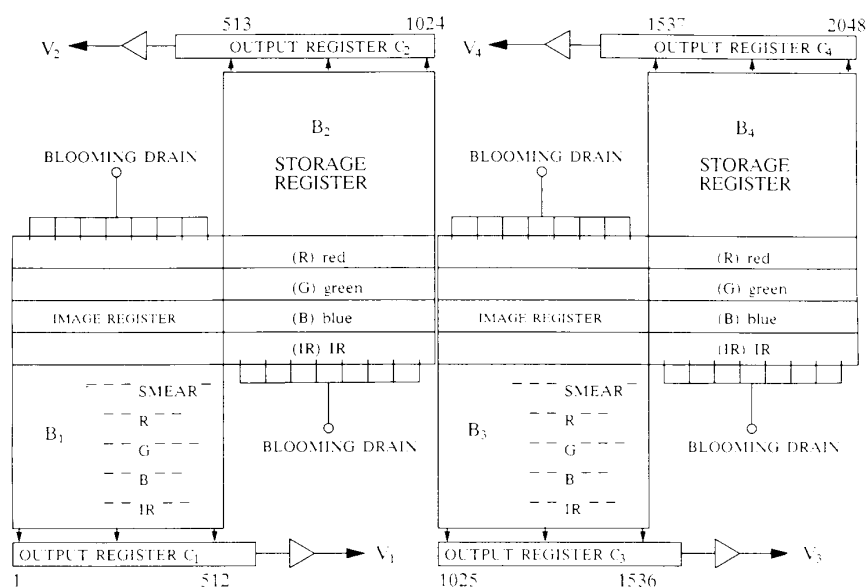 513 1024 1537 2048
V₂ OUTPUT REGISTER C₂ V₄ OUTPUT REGISTER C₄
B₂ B₄
BLOOMING DRAIN STORAGE REGISTER BLOOMING DRAIN STORAGE REGISTER
(R) red (R) red
(G) green (G) green
IMAGE REGISTER (B) blue IMAGE REGISTER (B) blue
(IR) IR (IR) IR
SMEAR SMEAR
B₁ R B₃ R
G BLOOMING DRAIN G BLOOMING DRAIN
B B
IR IR
OUTPUT REGISTER C₁ V₁ OUTPUT REGISTER C₃ V₃
1 512 1025 1536